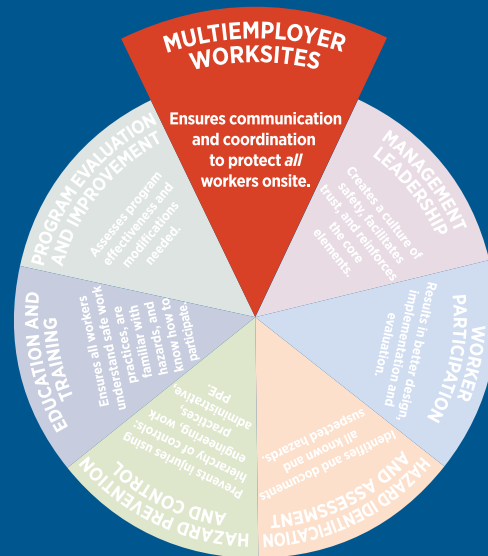 MULTIEMPLOYER
WORKSITES
Ensures communication
and coordination
to protect all
workers onsite.
MANAGEMENT
LEADERSHIP
Creates a culture of
safety, facilitates
trust, and reinforces
the core
elements.
WORKER
PARTICIPATION
Results in better design,
implementation and
evaluation.
HAZARD IDENTIFICATION
AND ASSESSMENT
Identifies and documents
all known and
suspected hazards.
HAZARD PREVENTION
AND CONTROL
Prevents injuries using
hierarchy of controls:
engineering, work
practices,
administrative,
PPE.
EDUCATION AND
TRAINING
Ensures all workers
understand safe work
practices, are
familiar with
hazards, and
know how to
participate.
PROGRAM EVALUATION
AND IMPROVEMENT
Assesses program
effectiveness and
modifications
needed.